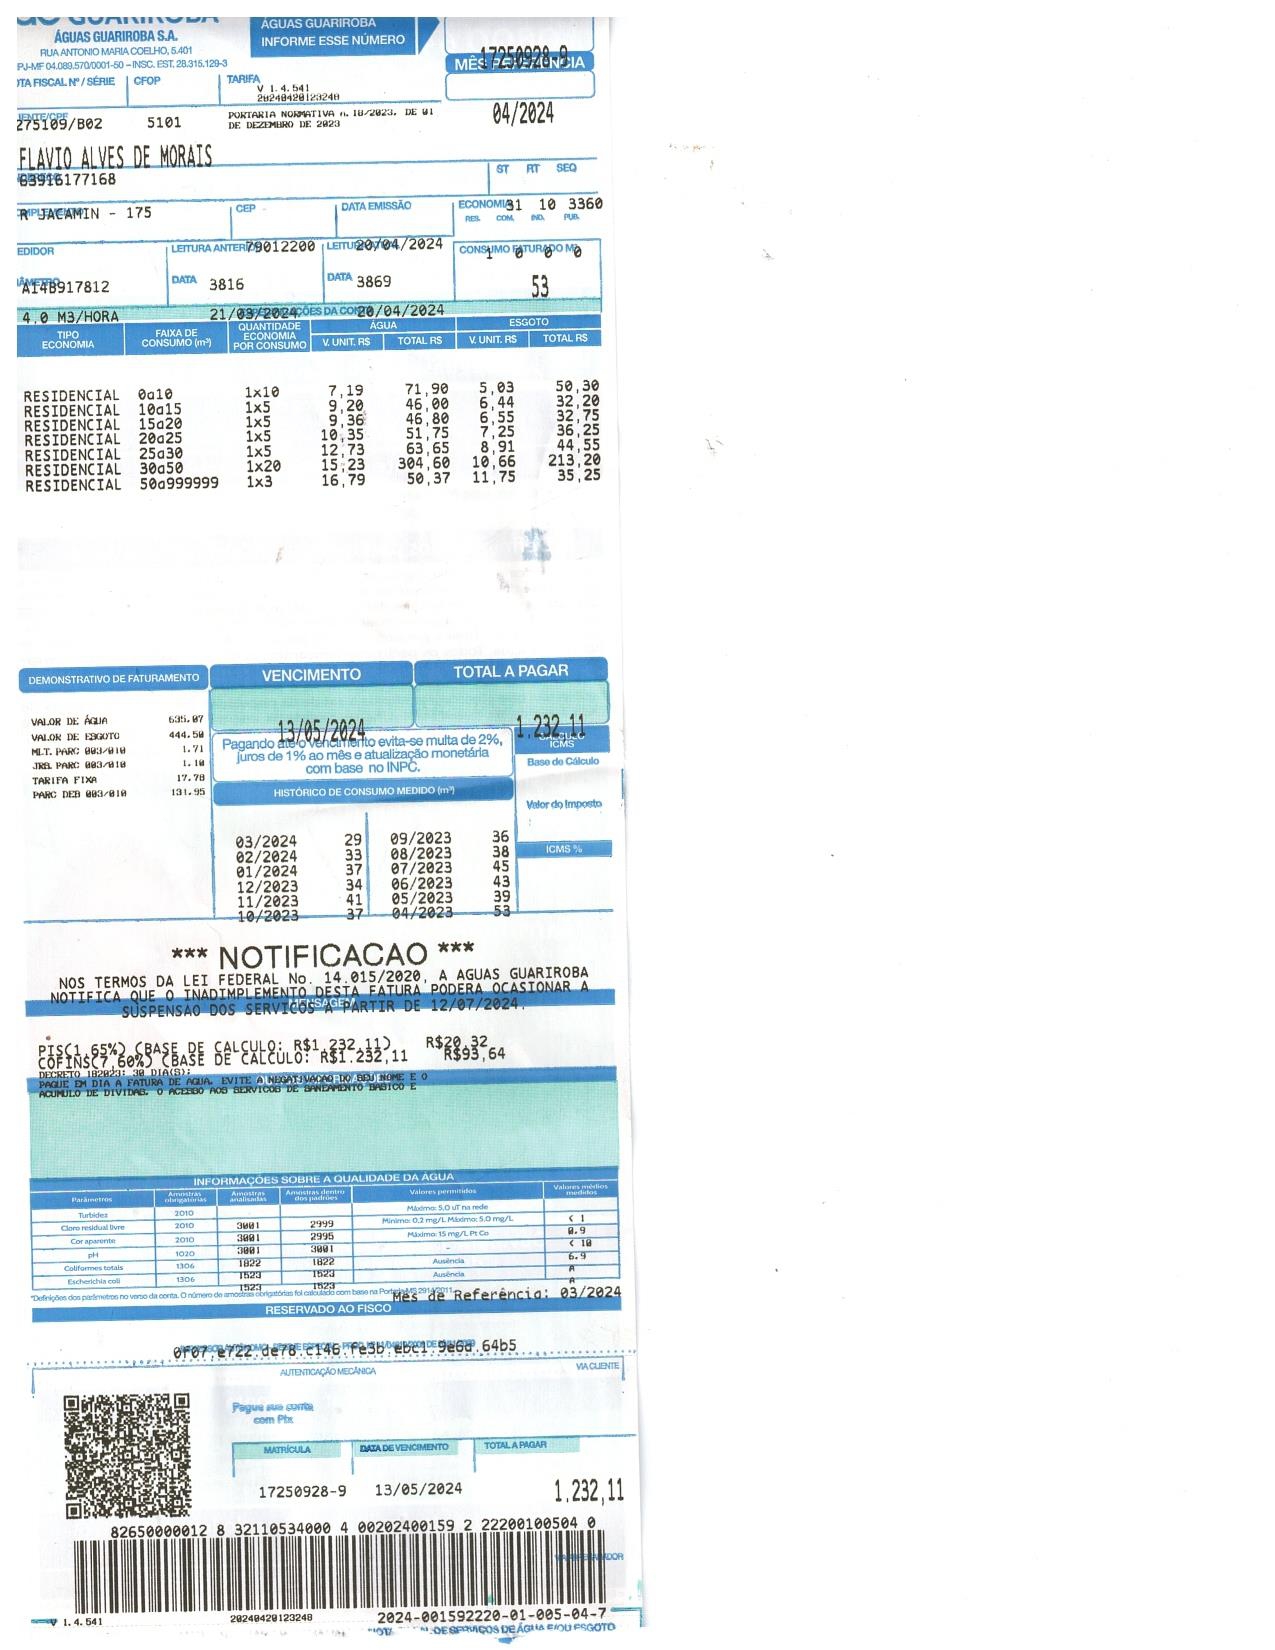 GUARIROBA
ÁGUAS GUARIROBA S.A.
RUA ANTONIO MARIA COELHO, 5.401
PJ-MF 04.089.570/0001-50 – INSC. EST. 28.315.129-3
ÁGUAS GUARIROBA
INFORME ESSE NÚMERO
17250928-9
MÊS REFERÊNCIA
04/2024
OTA FISCAL Nº / SÉRIE CFOP TARIFA
V 1.4.541
20240420123248
275109/B02 5101
PORTARIA NORMATIVA n. 18/2023, DE 01
DE DEZEMBRO DE 2023
FLAVIO ALVES DE MORAIS
63916177168
ST RT SEQ
31 10 3360
R JACAMIN - 175
CEP
79012200
DATA EMISSÃO
20/04/2024
ECONOMIA
RES. COM. IND. PUB.
1 0 0 0
EDIDOR LEITURA ANTERIOR CONSUMO FATURADO M³
A14B917812
DATA 3816
DATA 3869
53
4.0 M3/HORA 21/03/2024 20/04/2024
TIPO ECONOMIA FAIXA DE CONSUMO (m³) QUANTIDADE ECONOMIA POR CONSUMO ÁGUA ESGOTO
V. UNIT. R$ TOTAL R$ V. UNIT. R$ TOTAL R$
RESIDENCIAL 0a10 1x10 7,19 71,90 5,03 50,30
RESIDENCIAL 10a15 1x5 9,20 46,00 6,44 32,20
RESIDENCIAL 15a20 1x5 9,36 46,80 6,55 32,75
RESIDENCIAL 20a25 1x5 10,35 51,75 7,25 36,25
RESIDENCIAL 25a30 1x5 12,73 63,65 8,91 44,55
RESIDENCIAL 30a50 1x20 15,23 304,60 10,66 213,20
RESIDENCIAL 50a999999 1x3 16,79 50,37 11,75 35,25
DEMONSTRATIVO DE FATURAMENTO
VALOR DE ÁGUA 635.07
VALOR DE ESGOTO 444.50
MLT. PARC 003/010 1.71
JRS. PARC 003/010 1.10
TARIFA FIXA 17.78
PARC DEB 003/010 131.95
VENCIMENTO
13/05/2024
TOTAL A PAGAR
1.232,11
Pagando até o vencimento evita-se multa de 2%,
juros de 1% ao mês e atualização monetária
com base no INPC.
CÁLCULO
ICMS
Base de Cálculo
Valor do Imposto
ICMS %
HISTÓRICO DE CONSUMO MEDIDO (m³)
03/2024 29 09/2023 36
02/2024 33 08/2023 38
01/2024 37 07/2023 45
12/2023 34 06/2023 43
11/2023 41 05/2023 39
10/2023 37 04/2023 53
*** NOTIFICACAO ***
NOS TERMOS DA LEI FEDERAL No. 14.015/2020, A AGUAS GUARIROBA
NOTIFICA QUE O INADIMPLEMENTO DESTA FATURA PODERA OCASIONAR A
MENSAGEM
SUSPENSAO DOS SERVICOS A PARTIR DE 12/07/2024.
PIS(1,65%) (BASE DE CALCULO: R$1.232,11) R$20,32
COFINS(7,60%) (BASE DE CALCULO: R$1.232,11 R$93,64
DECRETO 182023: 30 DIA(S):
PAGUE EM DIA A FATURA DE AGUA. EVITE A NEGATIVACAO DO SEU NOME E O
ACUMULO DE DIVIDAS. O ACESSO AOS SERVICOS DE SANEAMENTO BASICO E
INFORMAÇÕES SOBRE A QUALIDADE DA ÁGUA
Parâmetros Amostras obrigatórias Amostras analisadas Amostras dentro dos padrões Valores permitidos Valores médios medidos
Turbidez 2010 Máximo: 5,0 uT na rede
Cloro residual livre 2010 3001 2999 Mínimo: 0,2 mg/L Máximo: 5,0 mg/L < 1
Cor aparente 2010 3001 2995 Máximo: 15 mg/L Pt Co 0.9
pH 1020 3001 3001 - < 10
Coliformes totais 1306 1822 1822 Ausência 6.9
Escherichia coli 1306 1523 1523 Ausência A
1523 1523 A
*Definições dos parâmetros no verso da conta. O número de amostras obrigatórias foi calculado com base na Portaria MS 2914/2011.
Mês de Referência: 03/2024
RESERVADO AO FISCO
0f07.e722.de78.c146.fe3b.ebc1.9e6d.64b5
AUTENTICAÇÃO MECÂNICA
VIA CLIENTE
Pague sua conta
com Pix
MATRÍCULA DATA DE VENCIMENTO TOTAL A PAGAR
17250928-9 13/05/2024 1.232,11
82650000012 8 32110534000 4 00202400159 2 22200100504 0
V 1.4.541 20240420123248 2024-001592220-01-005-04-7
DE SERVIÇOS DE ÁGUA E/OU ESGOTO